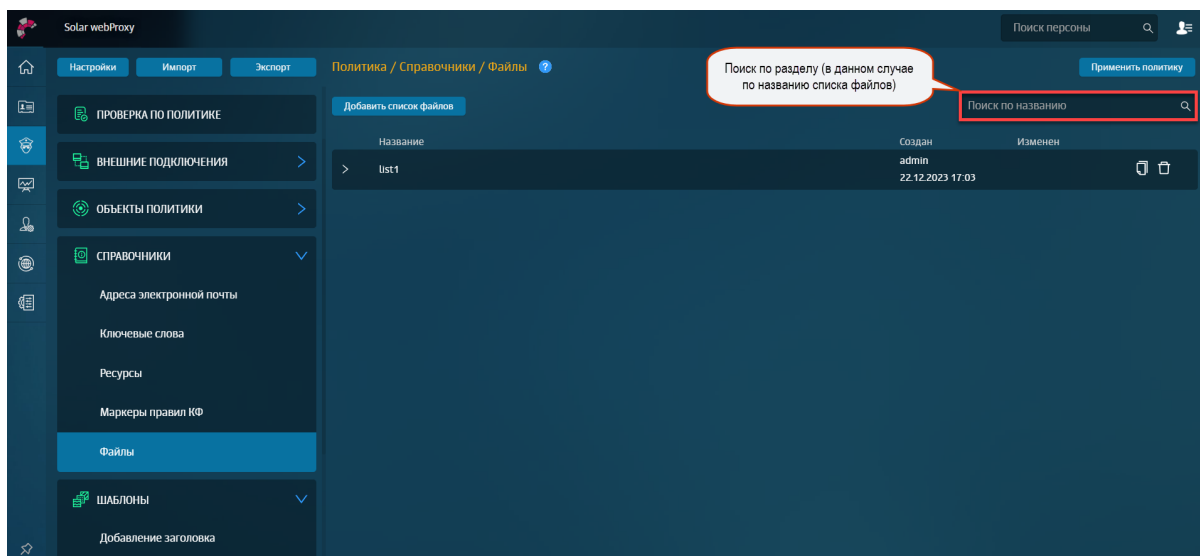 Solar webProxy
Поиск персоны
Настройки
Импорт
Экспорт
Политика / Справочники / Файлы ?
Поиск по разделу (в данном случае
по названию списка файлов)
Применить политику
Добавить список файлов
Поиск по названию
ПРОВЕРКА ПО ПОЛИТИКЕ
ВНЕШНИЕ ПОДКЛЮЧЕНИЯ
ОБЪЕКТЫ ПОЛИТИКИ
СПРАВОЧНИКИ
Адреса электронной почты
Ключевые слова
Ресурсы
Маркеры правил КФ
Файлы
ШАБЛОНЫ
Добавление заголовка
Название
Создан
Изменен
list1
admin
22.12.2023 17:03